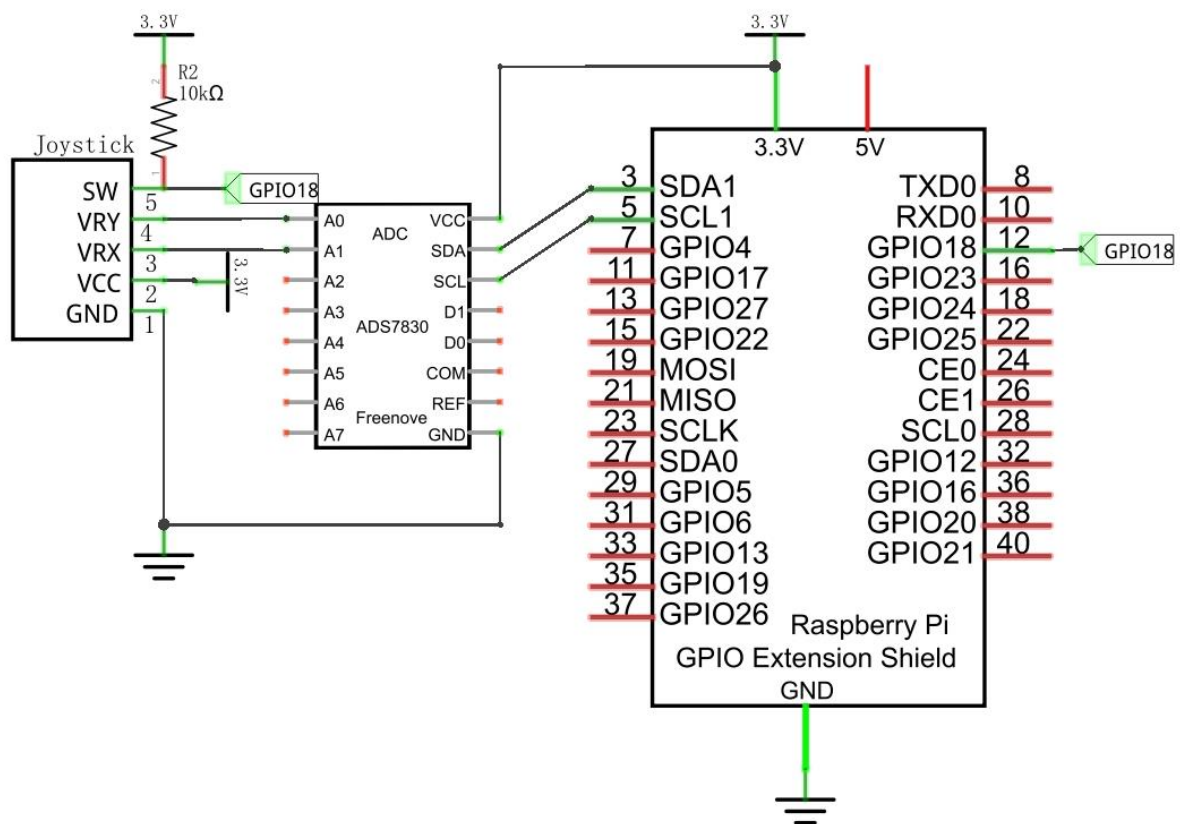 3.3V
R2
10kΩ
2
1
Joystick
SW
VRY
VRX
VCC
GND
5
4
3
2
1
GPIO18
3.3V
ADC
ADS7830
Freenove
A0
A1
A2
A3
A4
A5
A6
A7
VCC
SDA
SCL
D1
D0
COM
REF
GND
3.3V
3.3V
5V
3 SDA1
5 SCL1
7 GPIO4
11 GPIO17
13 GPIO27
15 GPIO22
19 MOSI
21 MISO
23 SCLK
27 SDA0
29 GPIO5
31 GPIO6
33 GPIO13
35 GPIO19
37 GPIO26
TXD0 8
RXD0 10
GPIO18 12
GPIO23 16
GPIO24 18
GPIO25 22
CE0 24
CE1 26
SCL0 28
GPIO12 32
GPIO16 36
GPIO20 38
GPIO21 40
GPIO18
Raspberry Pi
GPIO Extension Shield
GND